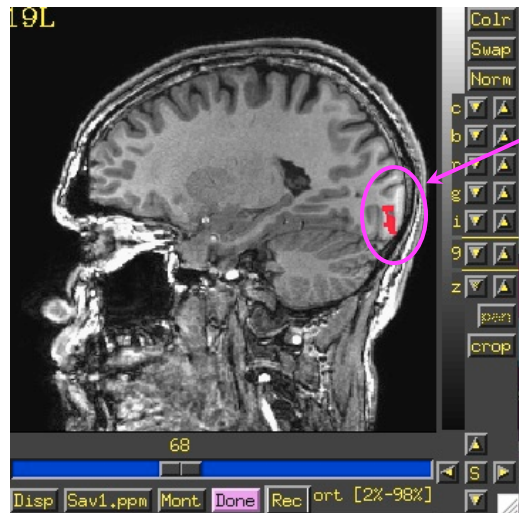 19L
Colr
Swap
Norm
c
b
r
g
i
9
z
pan
crop
68
S
Disp Sav1.ppm Mont Done Rec ort [2%-98%]